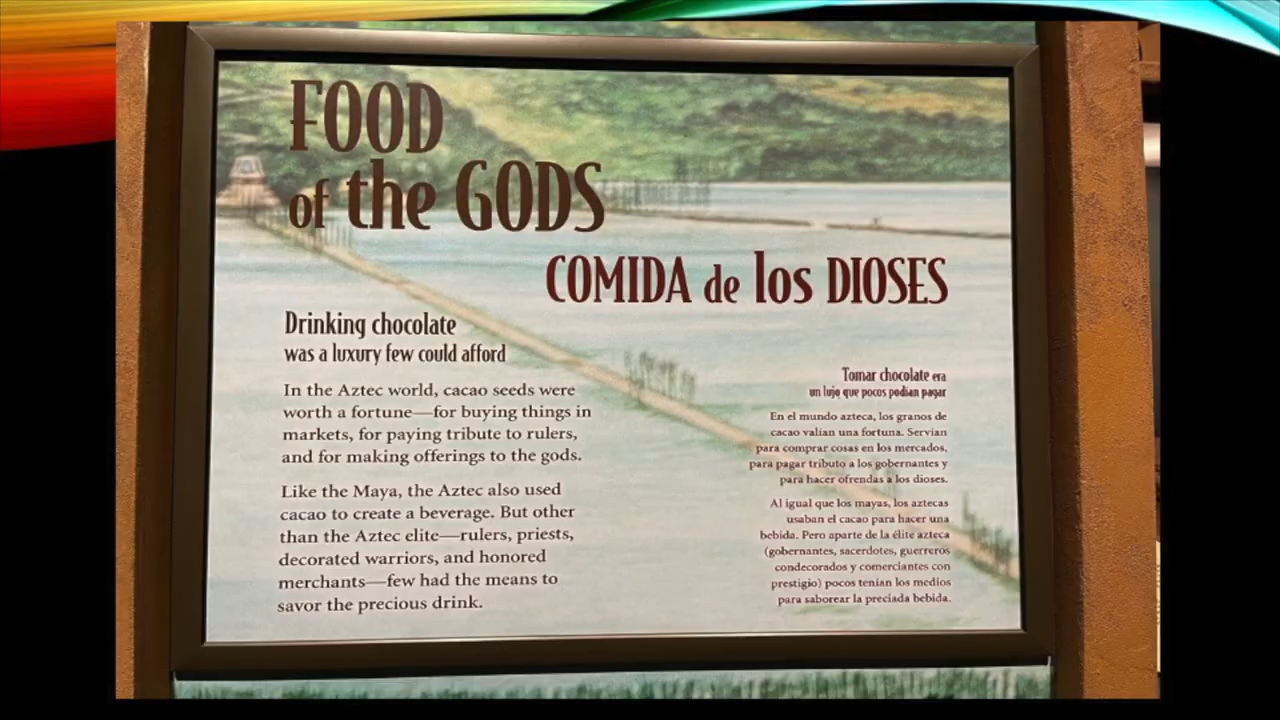 FOOD
of the GODS
COMIDA de los DIOSES
Drinking chocolate
was a luxury few could afford
In the Aztec world, cacao seeds were
worth a fortune—for buying things in
markets, for paying tribute to rulers,
and for making offerings to the gods.
Like the Maya, the Aztec also used
cacao to create a beverage. But other
than the Aztec elite—rulers, priests,
decorated warriors, and honored
merchants—few had the means to
savor the precious drink.
Tomar chocolate era
un lujo que pocos podían pagar
En el mundo azteca, los granos de
cacao valían una fortuna. Servían
para comprar cosas en los mercados,
para pagar tributo a los gobernantes y
para hacer ofrendas a los dioses.
Al igual que los mayas, los aztecas
usaban el cacao para hacer una
bebida. Pero aparte de la élite azteca
(gobernantes, sacerdotes, guerreros
condecorados y comerciantes con
prestigio) pocos tenían los medios
para saborear la preciada bebida.